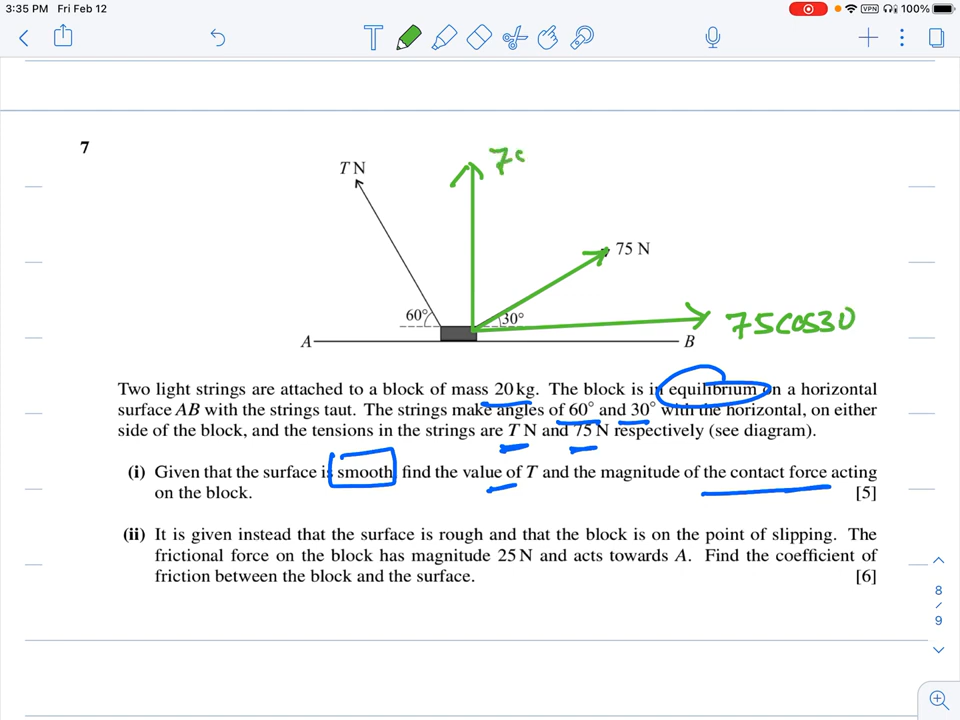 3:35 PM Fri Feb 12
VPN 100%
T
7
T N
7
75 N
60°
30°
75cos30
A
B
Two light strings are attached to a block of mass 20 kg. The block is in equilibrium on a horizontal
surface AB with the strings taut. The strings make angles of 60° and 30° with the horizontal, on either
side of the block, and the tensions in the strings are T N and 75 N respectively (see diagram).
(i) Given that the surface is smooth find the value of T and the magnitude of the contact force acting
on the block. [5]
(ii) It is given instead that the surface is rough and that the block is on the point of slipping. The
frictional force on the block has magnitude 25 N and acts towards A. Find the coefficient of
friction between the block and the surface. [6]
8
/
9